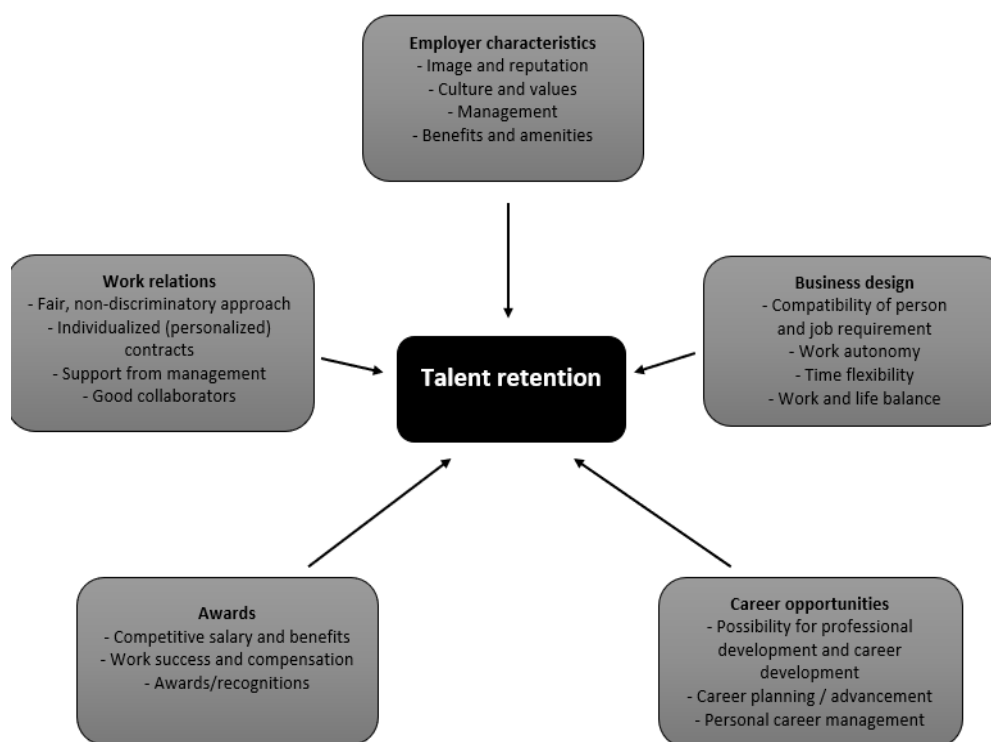 Employer characteristics
- Image and reputation
- Culture and values
- Management
- Benefits and amenities
Work relations
- Fair, non-discriminatory approach
- Individualized (personalized)
contracts
- Support from management
- Good collaborators
Talent retention
Business design
- Compatibility of person
and job requirement
- Work autonomy
- Time flexibility
- Work and life balance
Awards
- Competitive salary and benefits
- Work success and compensation
- Awards/recognitions
Career opportunities
- Possibility for professional
development and career
development
- Career planning / advancement
- Personal career management